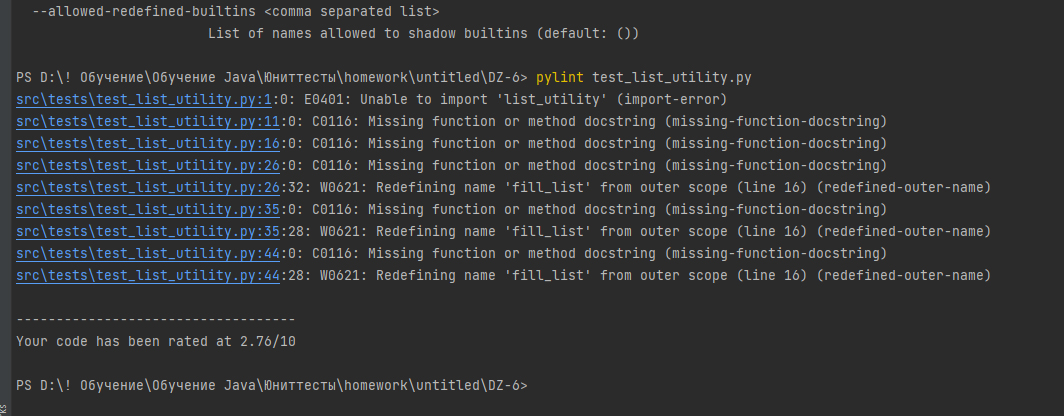 --allowed-redefined-builtins <comma separated list>
List of names allowed to shadow builtins (default: ())
PS D:\! Обучение\Обучение Java\Юниттесты\homework\untitled\DZ-6> pylint test_list_utility.py
src\tests\test_list_utility.py:1:0: E0401: Unable to import 'list_utility' (import-error)
src\tests\test_list_utility.py:11:0: C0116: Missing function or method docstring (missing-function-docstring)
src\tests\test_list_utility.py:16:0: C0116: Missing function or method docstring (missing-function-docstring)
src\tests\test_list_utility.py:26:0: C0116: Missing function or method docstring (missing-function-docstring)
src\tests\test_list_utility.py:26:32: W0621: Redefining name 'fill_list' from outer scope (line 16) (redefined-outer-name)
src\tests\test_list_utility.py:35:0: C0116: Missing function or method docstring (missing-function-docstring)
src\tests\test_list_utility.py:35:28: W0621: Redefining name 'fill_list' from outer scope (line 16) (redefined-outer-name)
src\tests\test_list_utility.py:44:0: C0116: Missing function or method docstring (missing-function-docstring)
src\tests\test_list_utility.py:44:28: W0621: Redefining name 'fill_list' from outer scope (line 16) (redefined-outer-name)
-----------------------------------
Your code has been rated at 2.76/10
PS D:\! Обучение\Обучение Java\Юниттесты\homework\untitled\DZ-6>